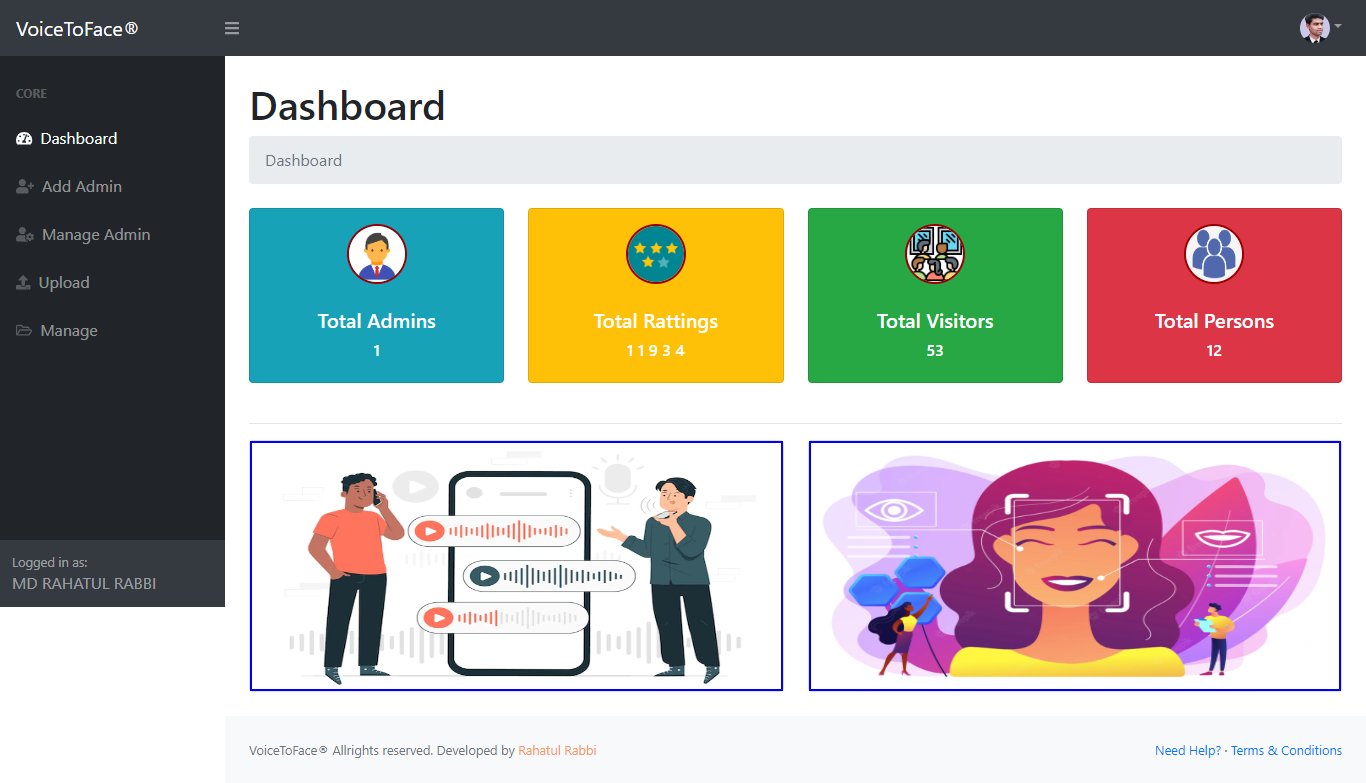 VoiceToFace®
CORE
Dashboard
Add Admin
Manage Admin
Upload
Manage
Logged in as:
MD RAHATUL RABBI
Dashboard
Dashboard
Total Admins
1
Total Rattings
1 1 9 3 4
Total Visitors
53
Total Persons
12
VoiceToFace® Allrights reserved. Developed by Rahatul Rabbi
Need Help? · Terms & Conditions